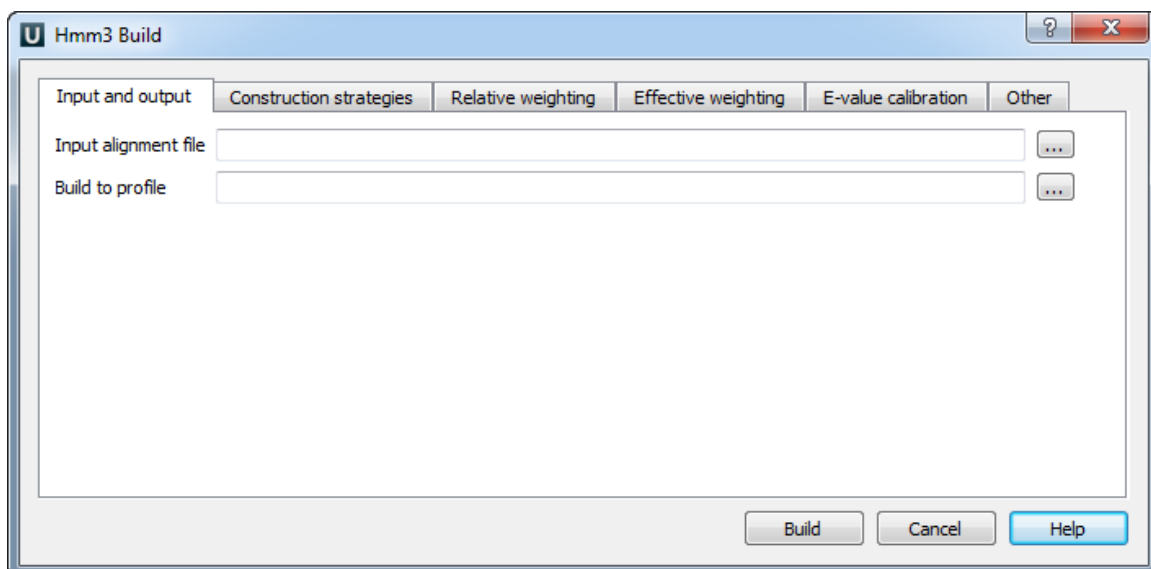 U Hmm3 Build ? X
Input and output Construction strategies Relative weighting Effective weighting E-value calibration Other
Input alignment file ...
Build to profile ...
Build Cancel Help